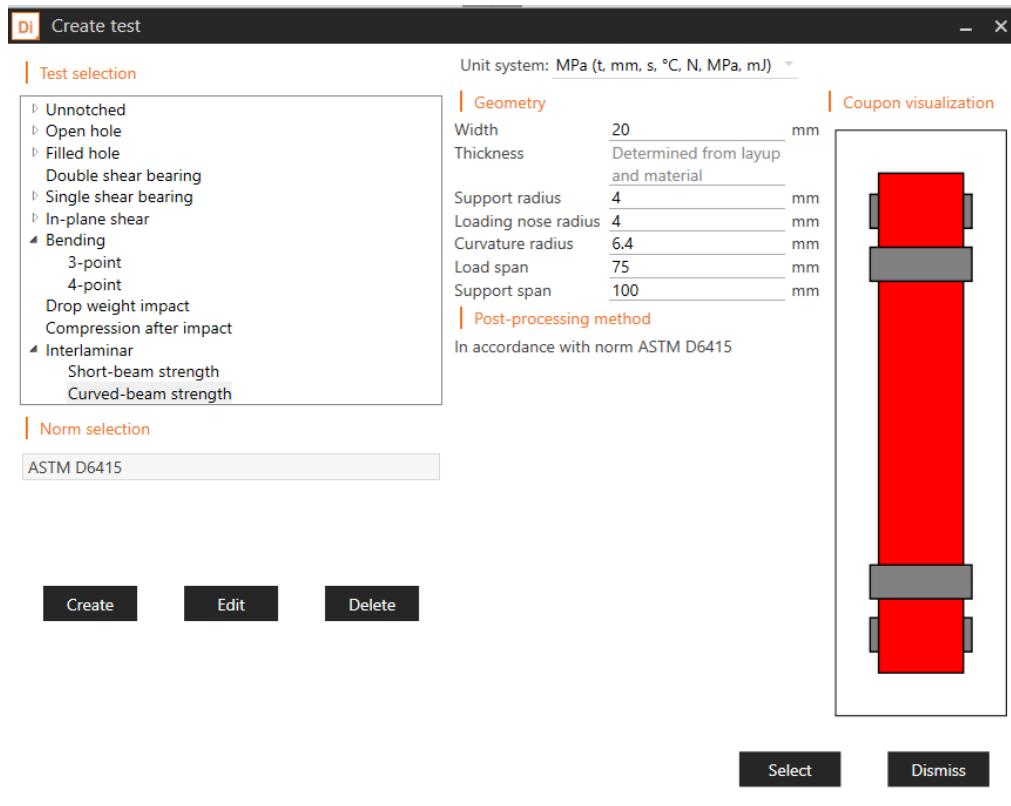 Di Create test
Test selection
Unnotched
Open hole
Filled hole
Double shear bearing
Single shear bearing
In-plane shear
Bending
3-point
4-point
Drop weight impact
Compression after impact
Interlaminar
Short-beam strength
Curved-beam strength
Norm selection
ASTM D6415
Create Edit Delete
Unit system: MPa (t, mm, s, °C, N, MPa, mJ)
Geometry
Width 20 mm
Thickness Determined from layup
and material
Support radius 4 mm
Loading nose radius 4 mm
Curvature radius 6.4 mm
Load span 75 mm
Support span 100 mm
Post-processing method
In accordance with norm ASTM D6415
Coupon visualization
Select Dismiss